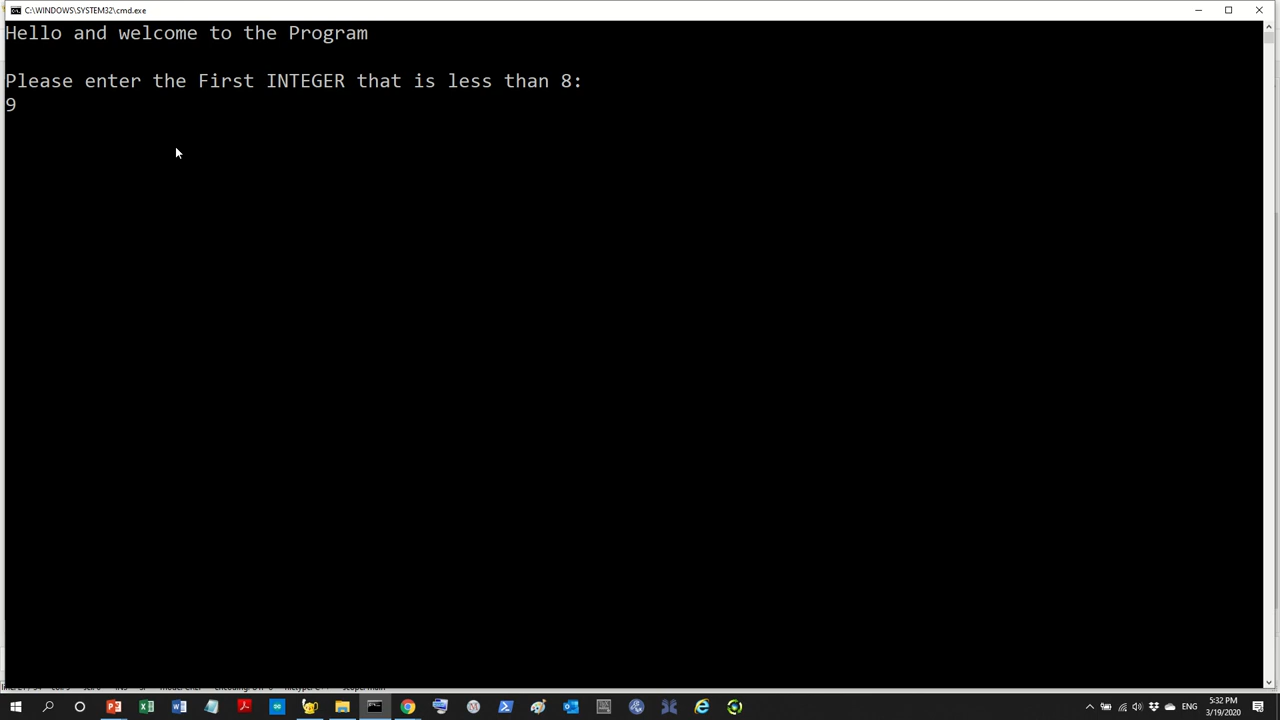 C:\WINDOWS\SYSTEM32\cmd.exe
Hello and welcome to the Program
Please enter the First INTEGER that is less than 8:
9
ENG
5:32 PM
3/19/2020